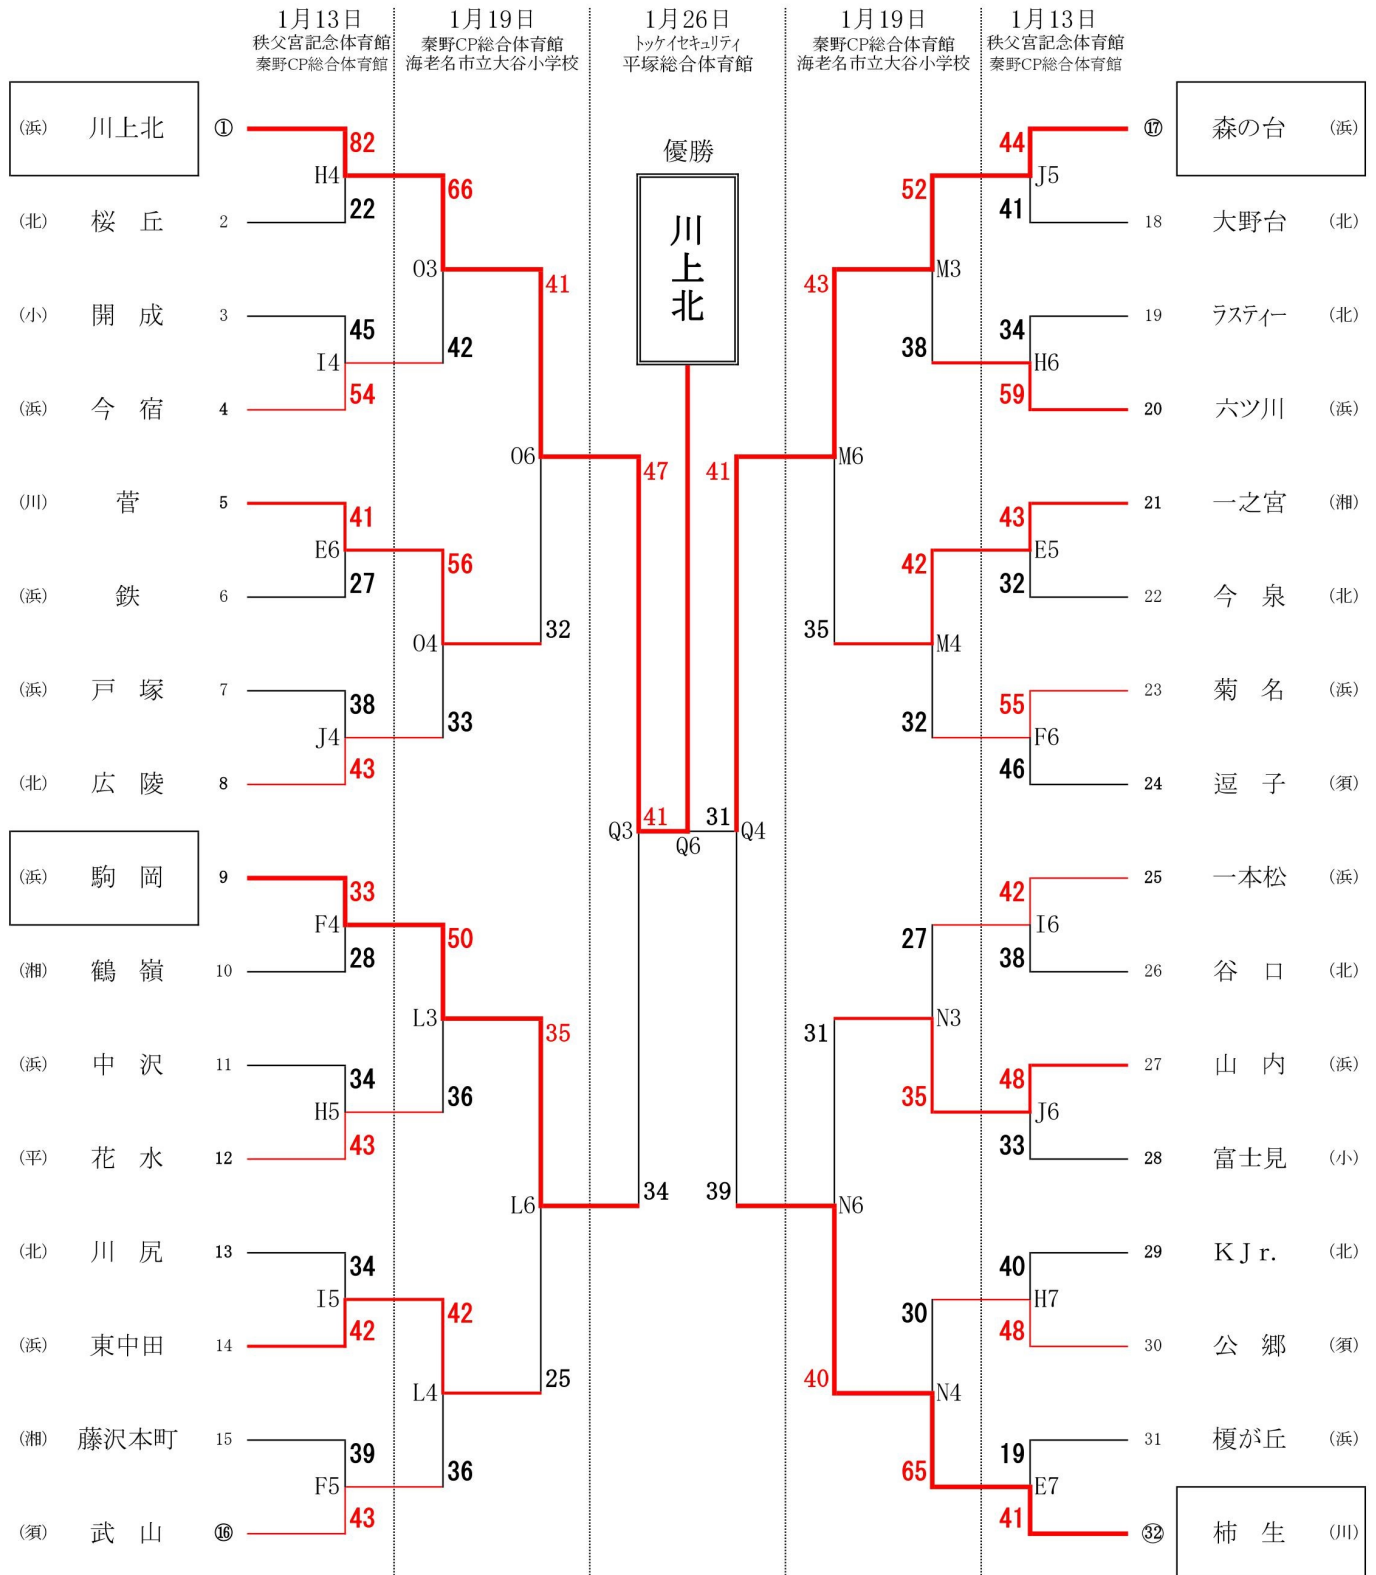 1月13日
秩父宮記念体育館
秦野CP総合体育館
1月19日
秦野CP総合体育館
海老名市立大谷小学校
1月26日
トッケイセキュリティ
平塚総合体育館
1月19日
秦野CP総合体育館
海老名市立大谷小学校
1月13日
秩父宮記念体育館
秦野CP総合体育館
優勝
川上北
(浜) 川上北 ①
(北) 桜 丘 2
(小) 開 成 3
(浜) 今 宿 4
(川) 菅 5
(浜) 鉄 6
(浜) 戸 塚 7
(北) 広 陵 8
(浜) 駒 岡 9
(湘) 鶴 嶺 10
(浜) 中 沢 11
(平) 花 水 12
(北) 川 尻 13
(浜) 東中田 14
(湘) 藤沢本町 15
(須) 武 山 ⑯
82
H4
22
45
I4
54
41
E6
27
38
J4
43
33
F4
28
34
H5
43
34
I5
42
39
F5
43
66
O3
42
56
O4
33
50
L3
36
42
L4
36
41
O6
32
35
L6
25
47
Q3
34
41
Q6
31
41
Q4
39
43
M6
35
31
N6
40
52
M3
38
42
M4
32
27
N3
35
30
N4
65
44
J5
41
34
H6
59
43
E5
32
55
F6
46
42
I6
38
48
J6
33
40
H7
48
19
E7
41
⑰ 森の台 (浜)
18 大野台 (北)
19 ラスティー (北)
20 六ツ川 (浜)
21 一之宮 (湘)
22 今 泉 (北)
23 菊 名 (浜)
24 逗 子 (須)
25 一本松 (浜)
26 谷 口 (北)
27 山 内 (浜)
28 富士見 (小)
29 KJr. (北)
30 公 郷 (須)
31 榎が丘 (浜)
㉜ 柿 生 (川)